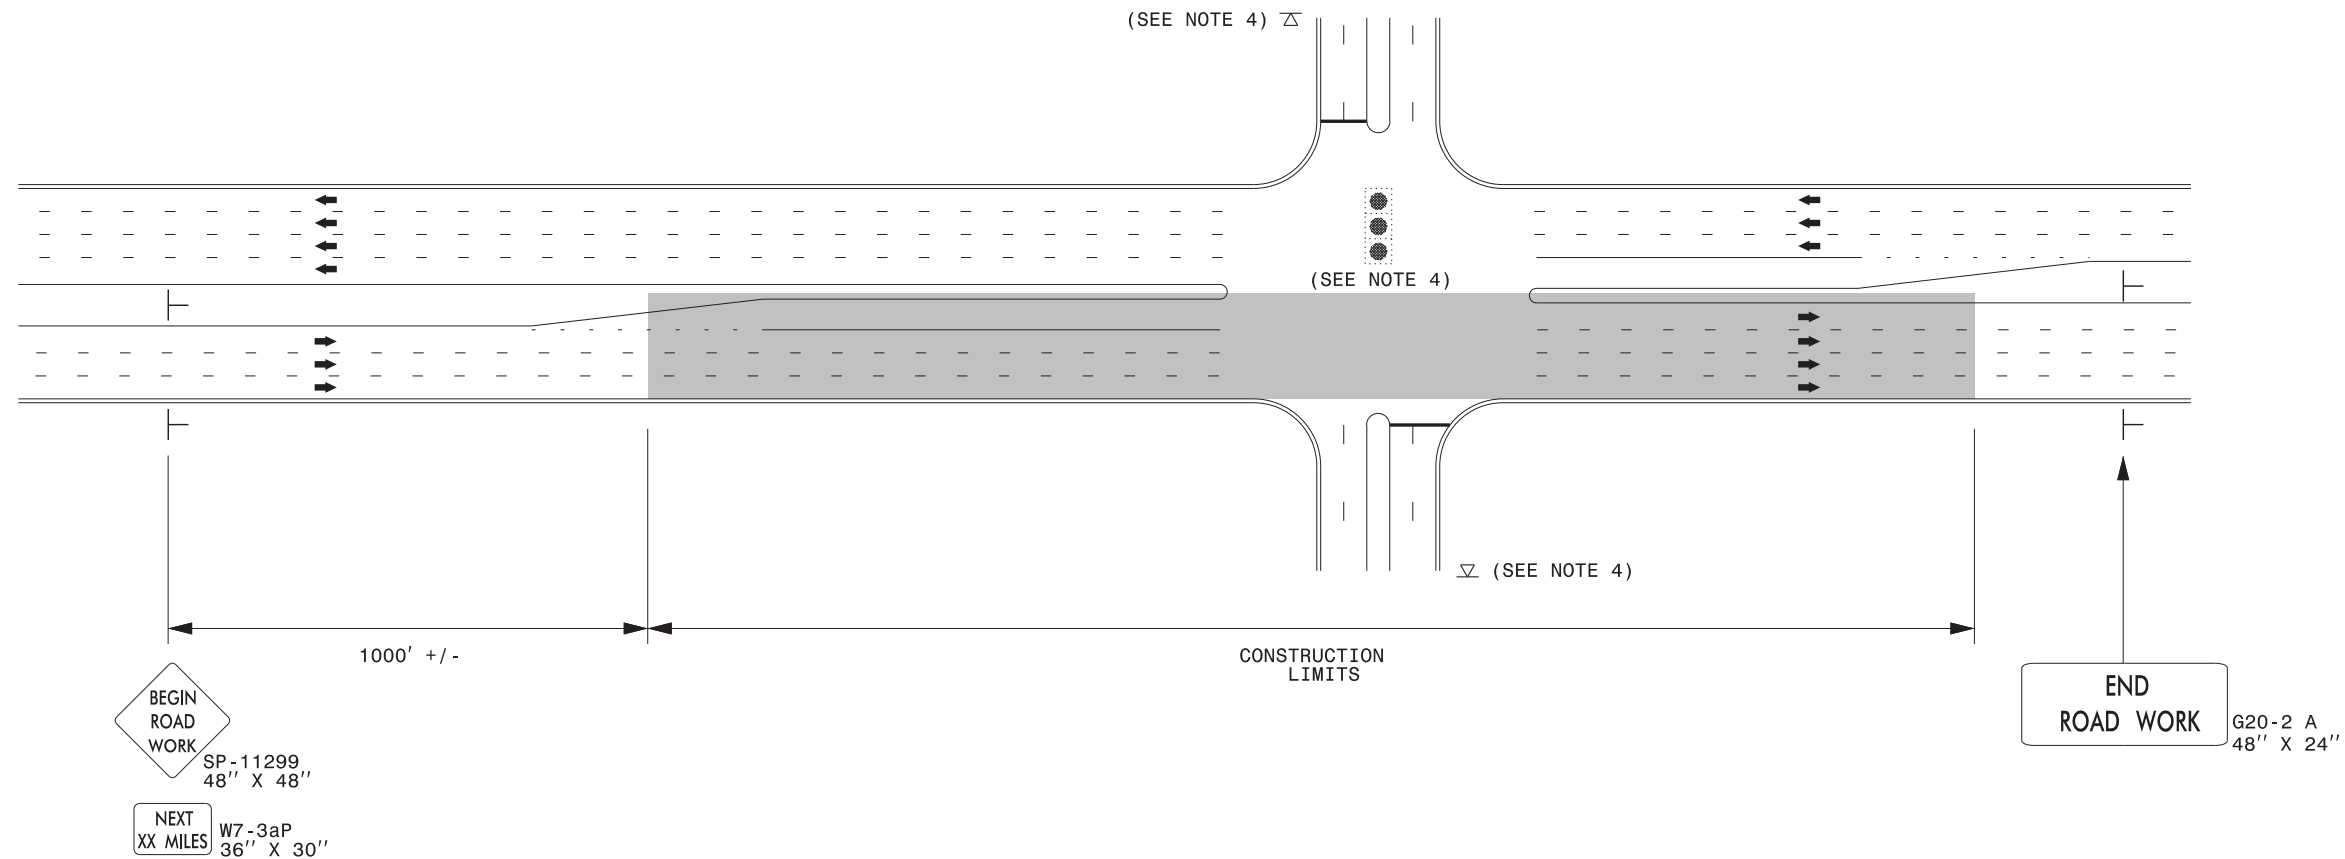 (SEE NOTE 4)
(SEE NOTE 4)
(SEE NOTE 4)
1000' +/-
CONSTRUCTION
LIMITS
BEGIN
ROAD
WORK
SP-11299
48'' X 48''
NEXT
XX MILES
W7-3aP
36'' X 30''
END
ROAD WORK
G20-2 A
48'' X 24''